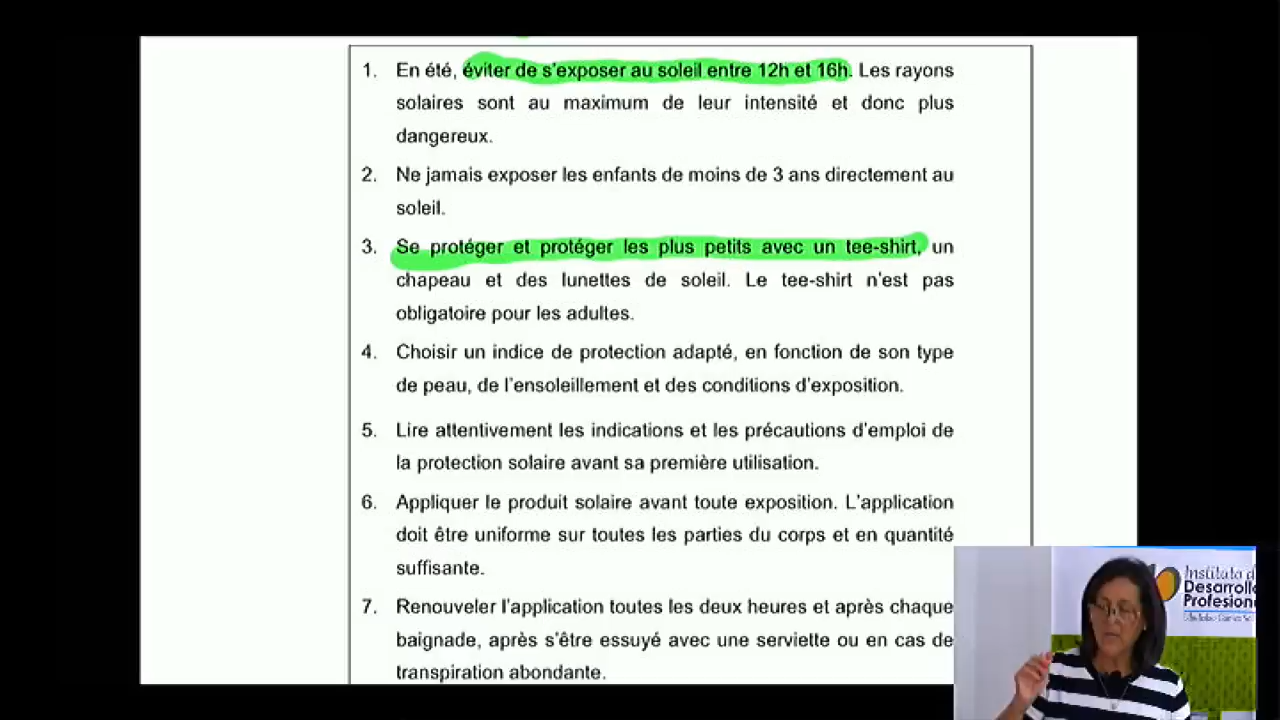 1. En été, éviter de s'exposer au soleil entre 12h et 16h. Les rayons
solaires sont au maximum de leur intensité et donc plus
dangereux.
2. Ne jamais exposer les enfants de moins de 3 ans directement au
soleil.
3. Se protéger et protéger les plus petits avec un tee-shirt, un
chapeau et des lunettes de soleil. Le tee-shirt n'est pas
obligatoire pour les adultes.
4. Choisir un indice de protection adapté, en fonction de son type
de peau, de l'ensoleillement et des conditions d'exposition.
5. Lire attentivement les indications et les précautions d'emploi de
la protection solaire avant sa première utilisation.
6. Appliquer le produit solaire avant toute exposition. L'application
doit être uniforme sur toutes les parties du corps et en quantité
suffisante.
7. Renouveler l'application toutes les deux heures et après chaque
baignade, après s'être essuyé avec une serviette ou en cas de
transpiration abondante.
Instituto d
Desarroll
Profesion